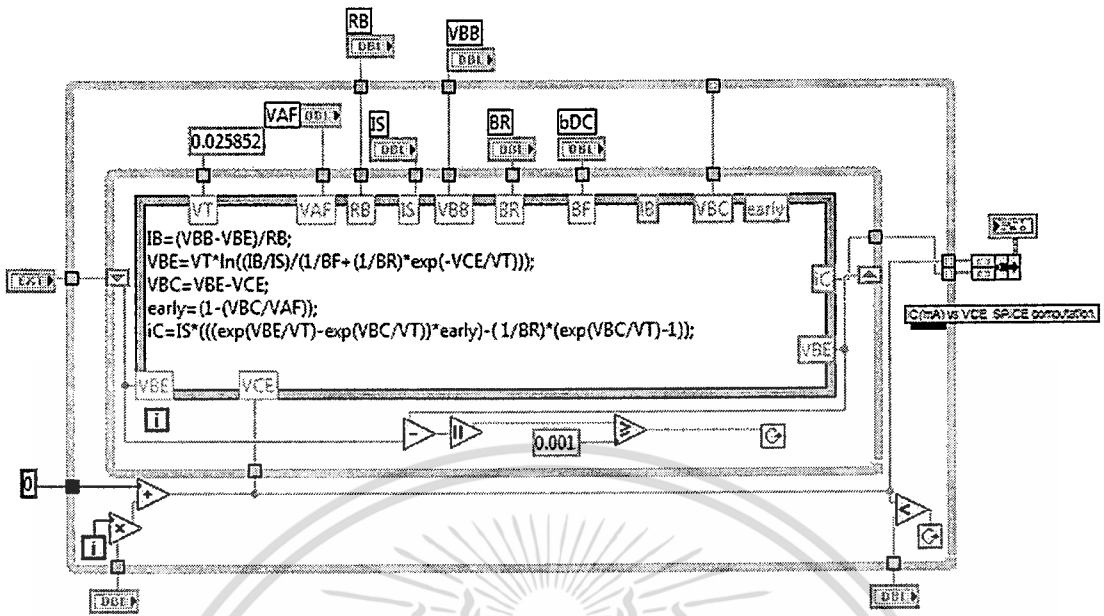 RB
DBL
VBB
DBL
VAF
DBL
IS
DBL
BR
DBL
bDC
DBL
0.025852
VT
VAF
RB
IS
VBB
BR
BF
IB
VBC
early
IB=(VBB-VBE)/RB;
VBE=VT*ln((IB/IS)/(1/BF+(1/BR)*exp(-VCE/VT)));
VBC=VBE-VCE;
early=(1-(VBC/VAF));
iC=IS*(((exp(VBE/VT)-exp(VBC/VT))*early)-(1/BR)*(exp(VBC/VT)-1));
EXT
iC
VBE
IC(mA) vs VCE SPICE computation
VBE
VCE
i
-
||
0.001
≥
0
+
×
i
<
DBL
DBL